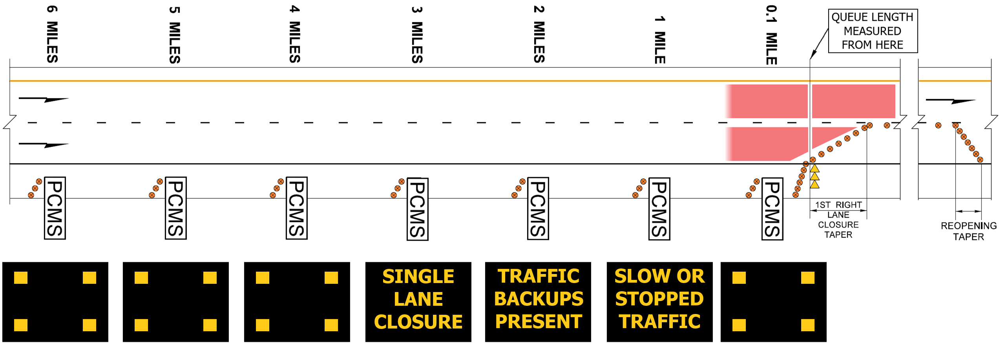 6 MILES
5 MILES
4 MILES
3 MILES
2 MILES
1 MILE
0.1 MILE
QUEUE LENGTH
MEASURED
FROM HERE
PCMS
PCMS
PCMS
PCMS
PCMS
PCMS
PCMS
1ST RIGHT
LANE
CLOSURE
TAPER
REOPENING
TAPER
SINGLE
LANE
CLOSURE
TRAFFIC
BACKUPS
PRESENT
SLOW OR
STOPPED
TRAFFIC